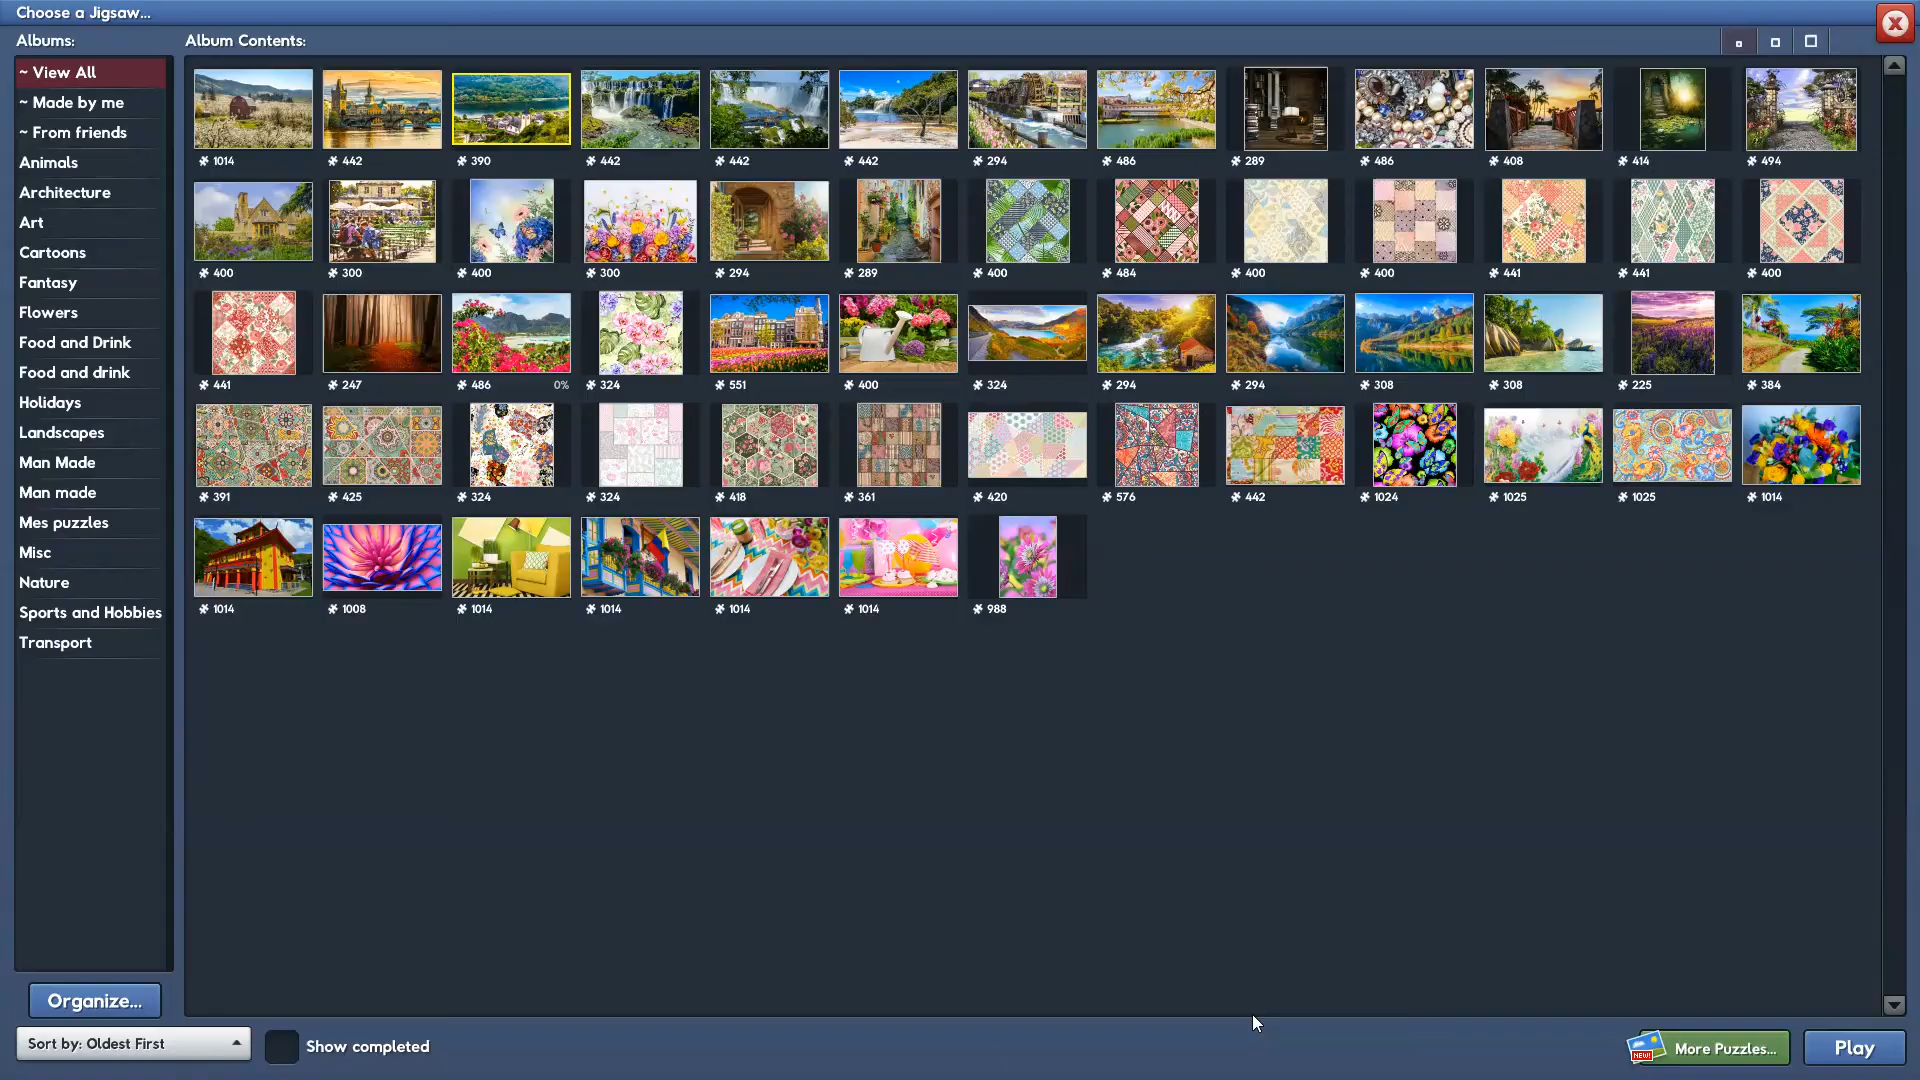 Choose a Jigsaw...
Albums:
Album Contents:
~ View All
~ Made by me
~ From friends
Animals
Architecture
Art
Cartoons
Fantasy
Flowers
Food and Drink
Food and drink
Holidays
Landscapes
Man Made
Man made
Mes puzzles
Misc
Nature
Sports and Hobbies
Transport
1014 442 390 442 442 442 294 486 289 486 408 414 494
400 300 400 300 294 289 400 484 400 400 441 441 400
441 247 486 0% 324 551 400 324 294 294 308 308 225 384
391 425 324 324 418 361 420 576 442 1024 1025 1025 1014
1014 1008 1014 1014 1014 1014 988
Organize...
Sort by: Oldest First
Show completed
NEW!
More Puzzles...
Play